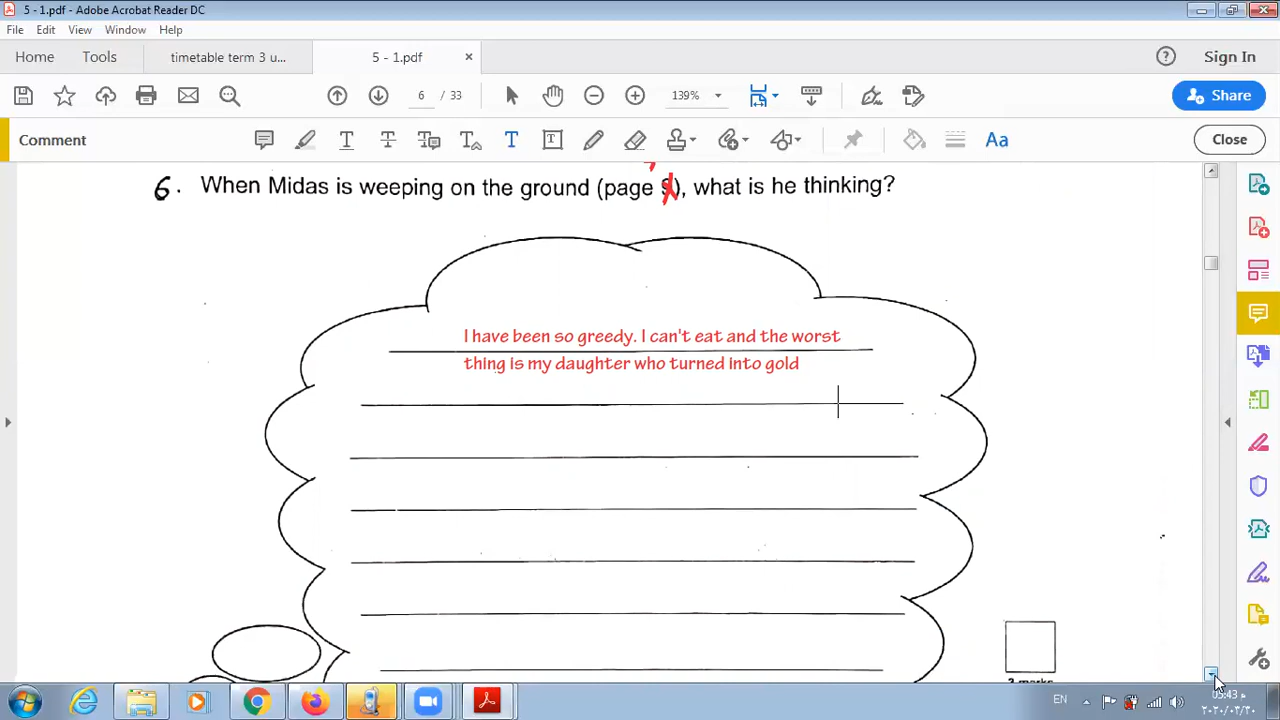 5 - 1.pdf - Adobe Acrobat Reader DC
File Edit View Window Help
Home Tools timetable term 3 u... 5 - 1.pdf × Sign In
6 / 33 139% Share
Comment Aa Close
6. When Midas is weeping on the ground (page 9), what is he thinking?
I have been so greedy. I can't eat and the worst
thing is my daughter who turned into gold
EN